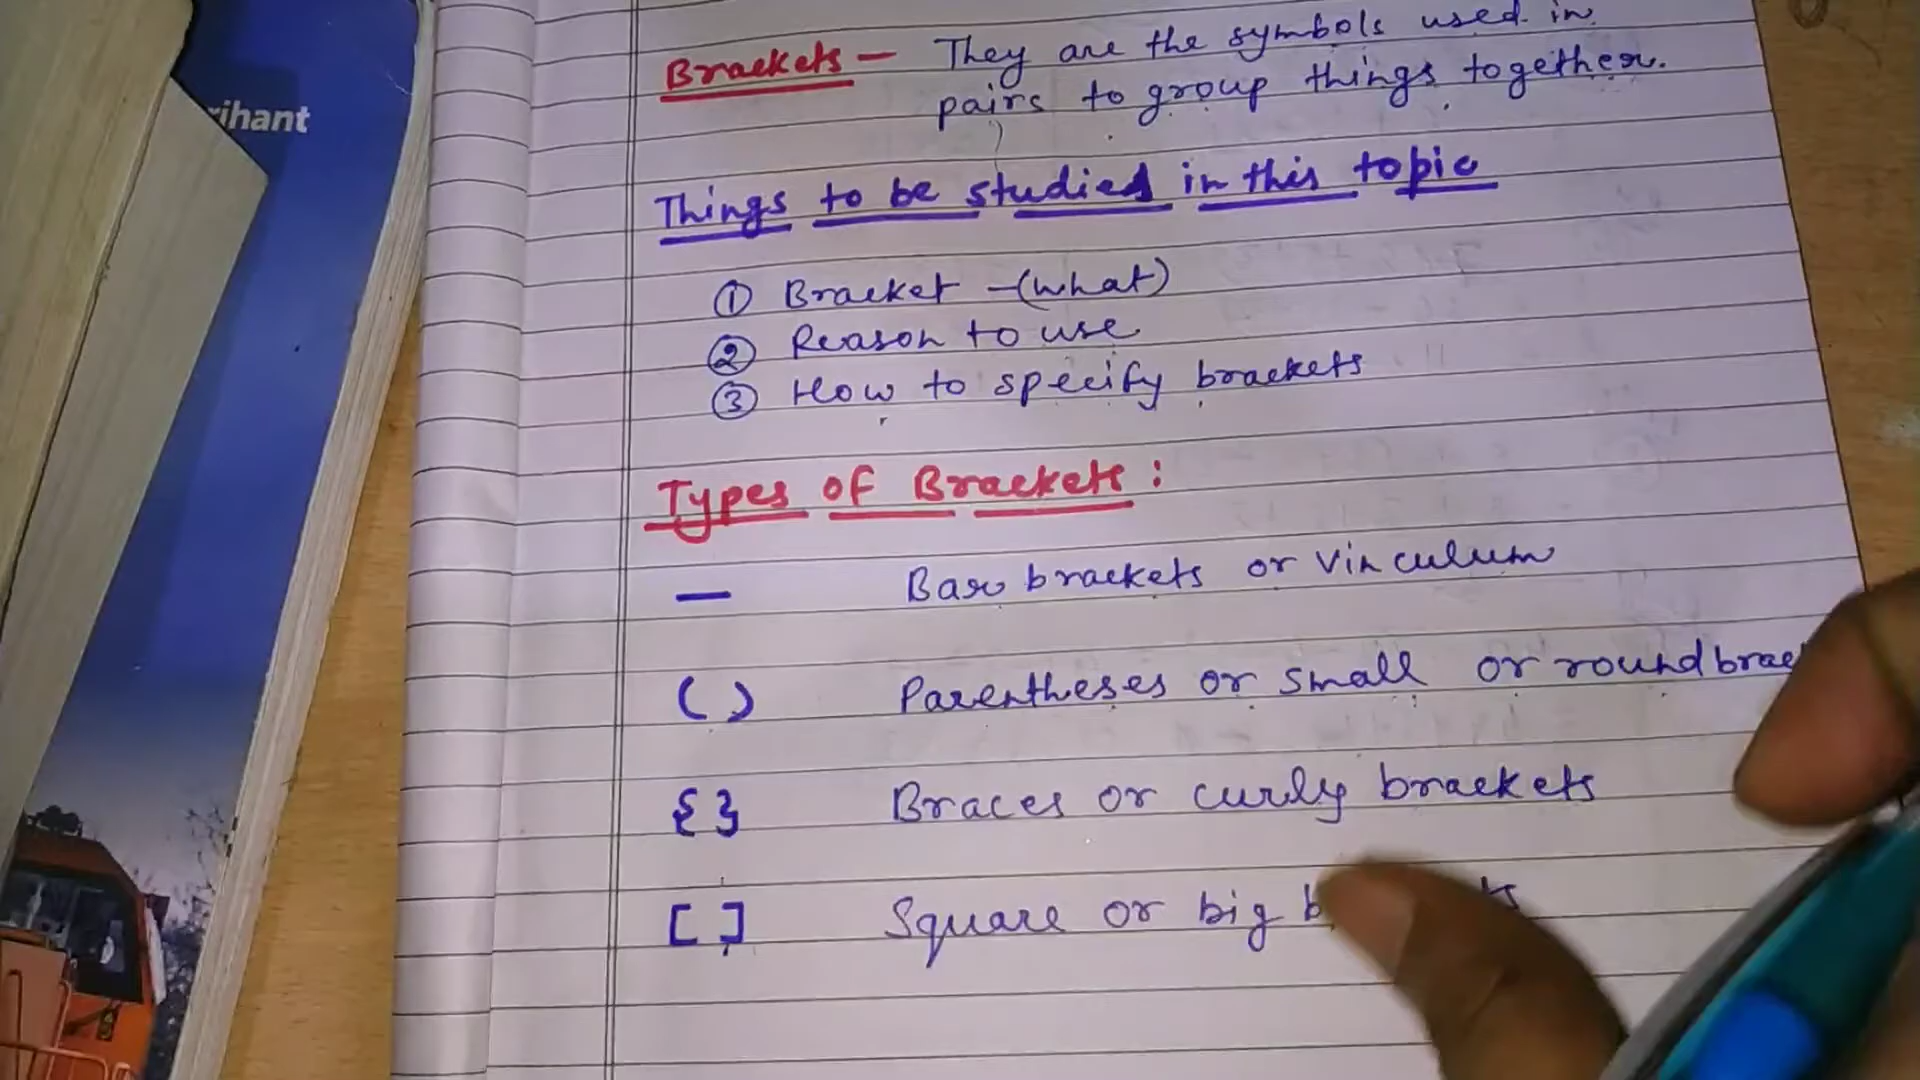 rihant
Brackets — They are the symbols used in
pairs to group things together.
Things to be studied in this topic
① Bracket - (what)
② Reason to use
③ How to specify brackets
Types of Brackets :
— Bar brackets or vinculum
( ) Parentheses or small or round brac
{ } Braces or curly brackets
[ ] Square or big